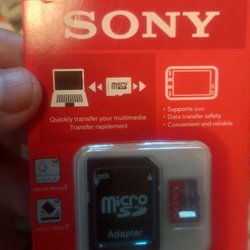 SONY
micro
SD
Quickly transfer your multimedia
Transfer rapidement
• Supports SDHC
• Data transfer safety
• Convenient and reliable
Lock
micro
SD
Adapter
SONY